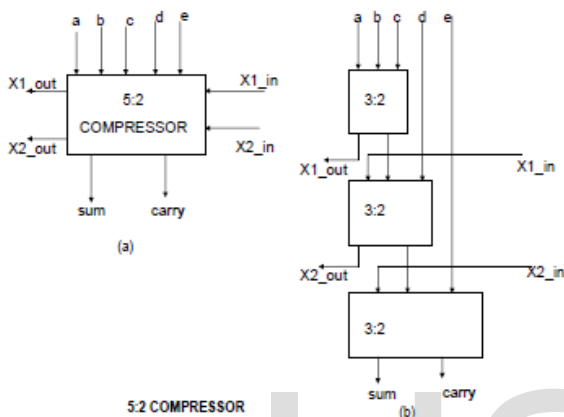 a b c d e
X1_out
X1_in
5:2
COMPRESSOR
X2_out
X2_in
sum carry
(a)
a b c d e
3:2
X1_out
X1_in
3:2
X2_out
X2_in
3:2
sum carry
(b)
5:2 COMPRESSOR